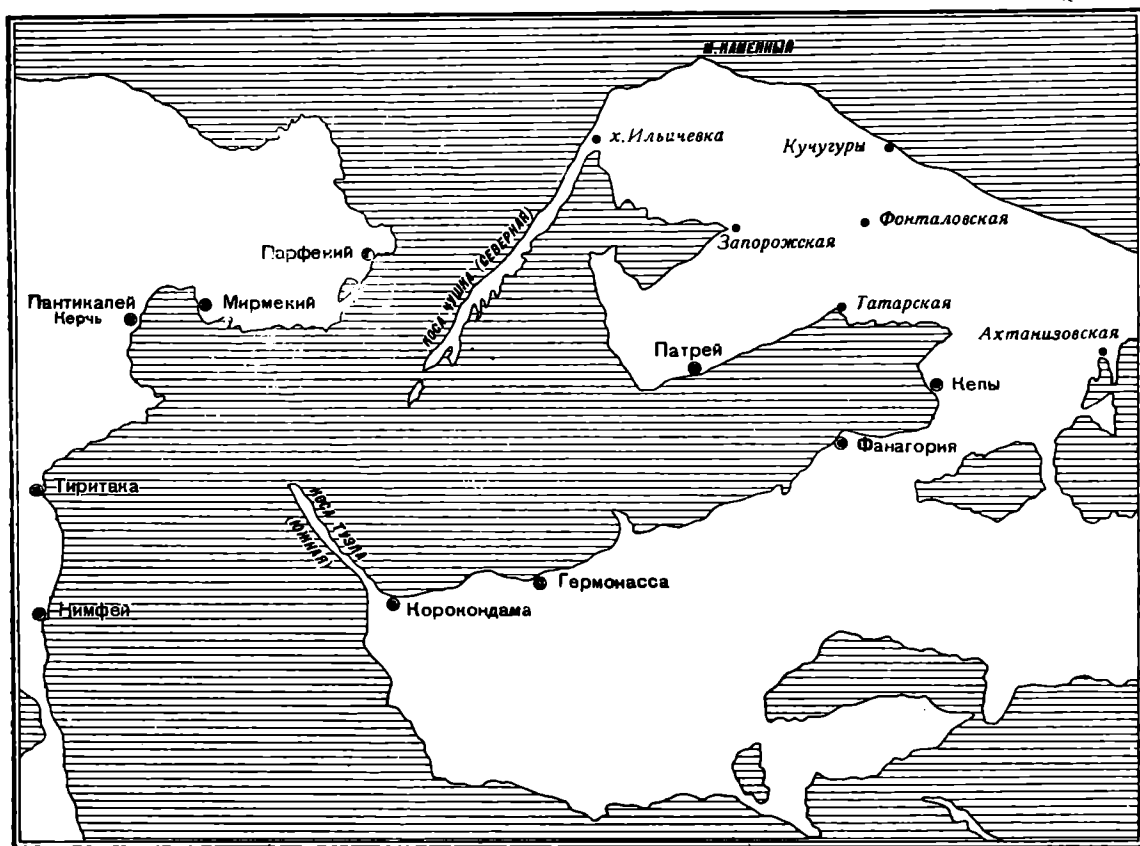 М. КАМЕННЫЙ
х. Ильичевка
Кучугуры
КОСА ЧУШКА (СЕВЕРНАЯ)
Фонталовская
Запорожская
Парфений
Пантикапей
Керчь
Мирмекий
Татарская
Ахтанизовская
Патрей
Кепы
Фанагория
Тиритака
КОСА ТУЗЛА
(ЮЖНАЯ)
Гермонасса
Корокондама
Нимфей